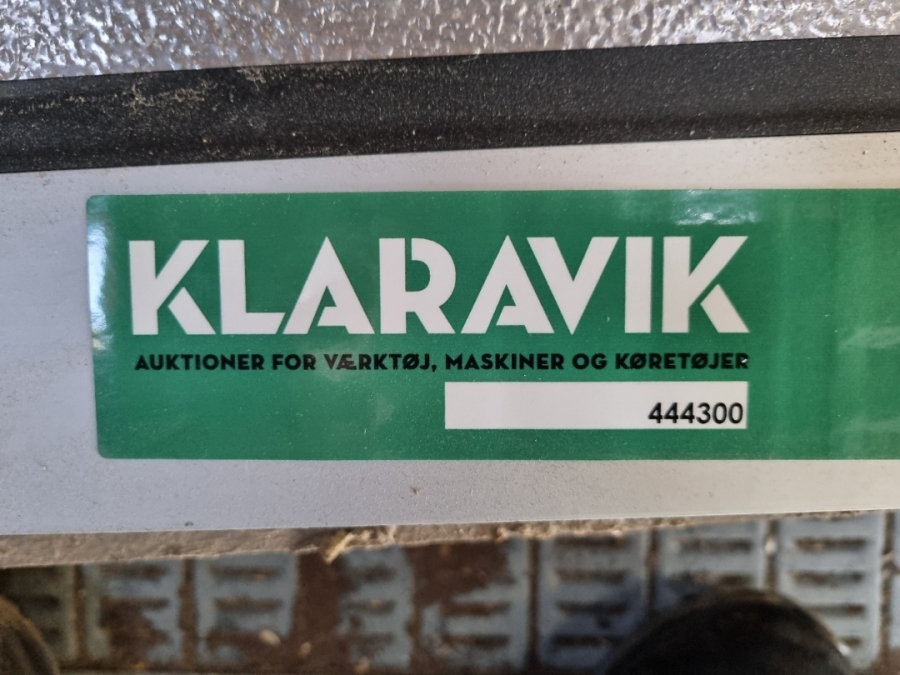 KLARAVIK
AUKTIONER FOR VÆRKTØJ, MASKINER OG KØRETØJER
444300